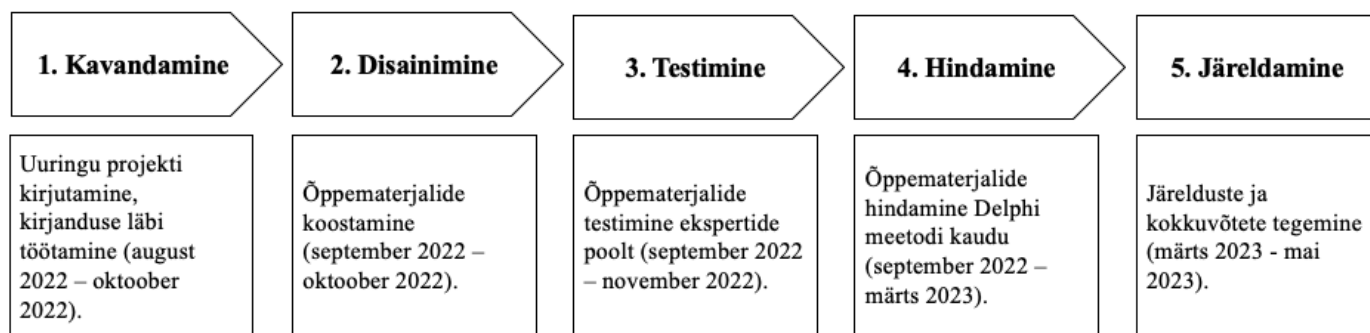 1. Kavandamine
2. Disainimine
3. Testimine
4. Hindamine
5. Järeldamine
Uuringu projekti
kirjutamine,
kirjanduse läbi
töötamine (august
2022 – oktoober
2022).
Õppematerjalide
koostamine
(september 2022 –
oktoober 2022).
Õppematerjalide
testimine ekspertide
poolt (september 2022
– november 2022).
Õppematerjalide
hindamine Delphi
meetodi kaudu
(september 2022 –
märts 2023).
Järelduste ja
kokkuvõtete tegemine
(märts 2023 - mai
2023).